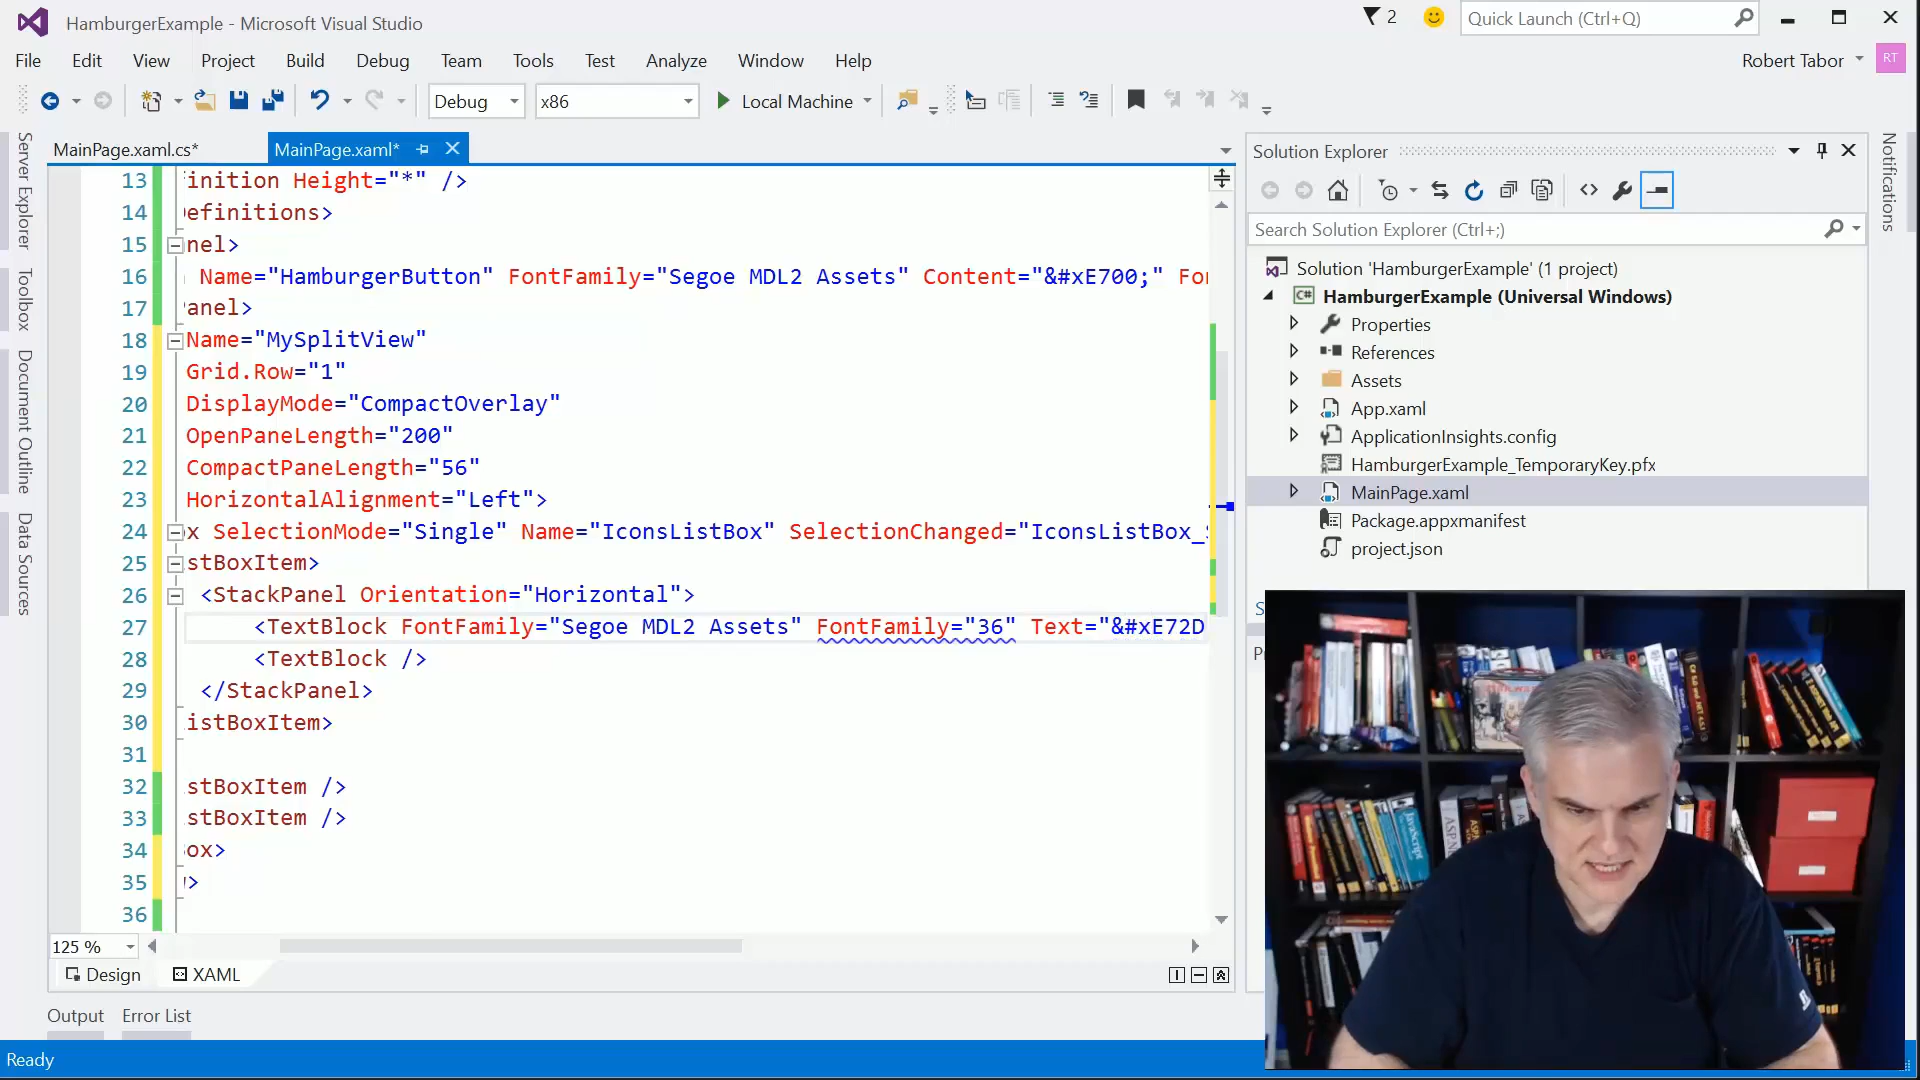 HamburgerExample - Microsoft Visual Studio
2
Quick Launch (Ctrl+Q)
File Edit View Project Build Debug Team Tools Test Analyze Window Help
Robert Tabor
RT
Debug
x86
Local Machine
Server Explorer
Toolbox
Document Outline
Data Sources
MainPage.xaml.cs*
MainPage.xaml*
13 inition Height="*" />
14 efinitions>
15 nel>
16 Name="HamburgerButton" FontFamily="Segoe MDL2 Assets" Content="&#xE700;" For
17 anel>
18 Name="MySplitView"
19 Grid.Row="1"
20 DisplayMode="CompactOverlay"
21 OpenPaneLength="200"
22 CompactPaneLength="56"
23 HorizontalAlignment="Left">
24 x SelectionMode="Single" Name="IconsListBox" SelectionChanged="IconsListBox_S
25 stBoxItem>
26 <StackPanel Orientation="Horizontal">
27 <TextBlock FontFamily="Segoe MDL2 Assets" FontFamily="36" Text="&#xE72D
28 <TextBlock />
29 </StackPanel>
30 istBoxItem>
31
32 stBoxItem />
33 stBoxItem />
34 ox>
35 >
36
125 %
Design
XAML
Output Error List
Ready
Solution Explorer
Search Solution Explorer (Ctrl+;)
Solution 'HamburgerExample' (1 project)
C# HamburgerExample (Universal Windows)
Properties
References
Assets
App.xaml
ApplicationInsights.config
HamburgerExample_TemporaryKey.pfx
MainPage.xaml
Package.appxmanifest
project.json
Notifications